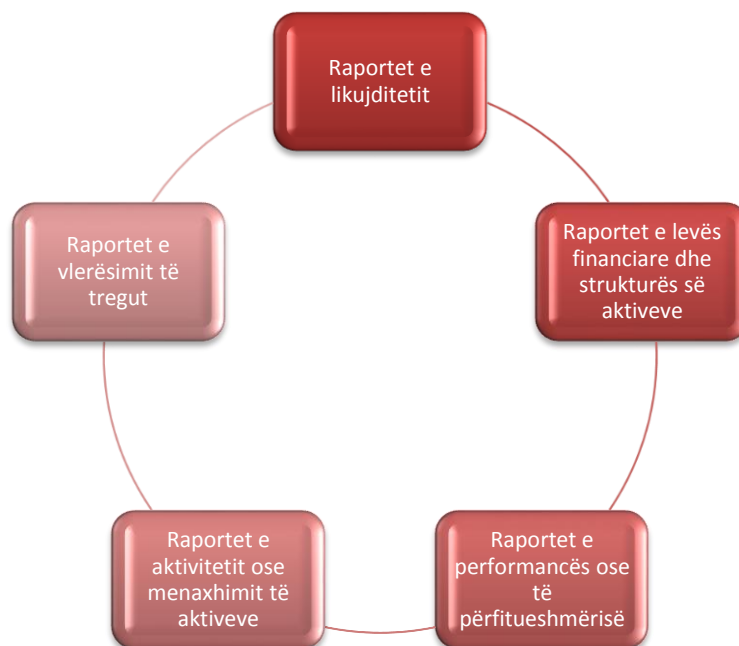 Raportet e
likujditetit
Raportet e levës
financiare dhe
strukturës së
aktiveve
Raportet e
performancës ose
të
përfitueshmërisë
Raportet e
aktivitetit ose
menaxhimit të
aktiveve
Raportet e
vlerësimit të
tregut